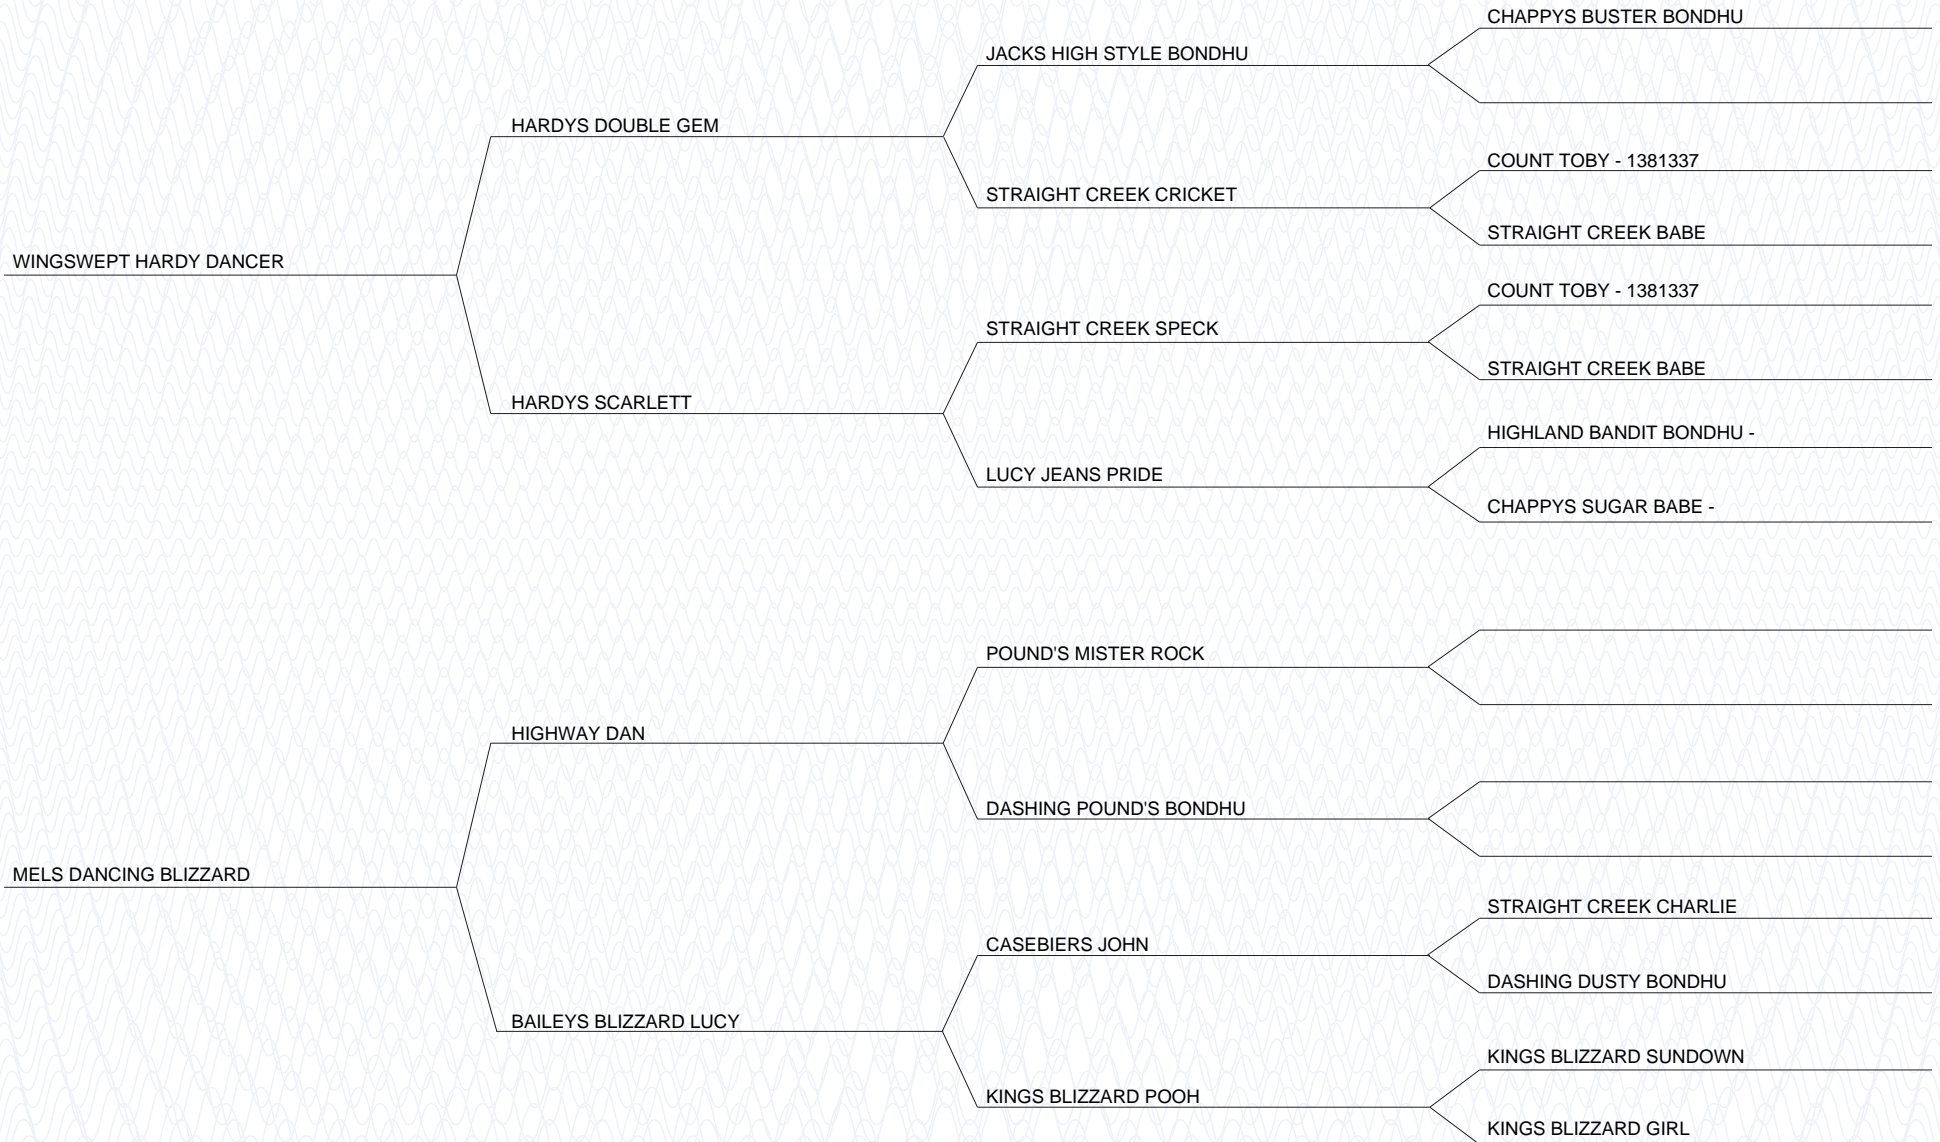 CHAPPYS BUSTER BONDHU
JACKS HIGH STYLE BONDHU
HARDYS DOUBLE GEM
COUNT TOBY - 1381337
STRAIGHT CREEK CRICKET
STRAIGHT CREEK BABE
WINGSWEPT HARDY DANCER
COUNT TOBY - 1381337
STRAIGHT CREEK SPECK
STRAIGHT CREEK BABE
HARDYS SCARLETT
HIGHLAND BANDIT BONDHU -
LUCY JEANS PRIDE
CHAPPYS SUGAR BABE -
POUND'S MISTER ROCK
HIGHWAY DAN
DASHING POUND'S BONDHU
MELS DANCING BLIZZARD
STRAIGHT CREEK CHARLIE
CASEBIERS JOHN
DASHING DUSTY BONDHU
BAILEYS BLIZZARD LUCY
KINGS BLIZZARD SUNDOWN
KINGS BLIZZARD POOH
KINGS BLIZZARD GIRL